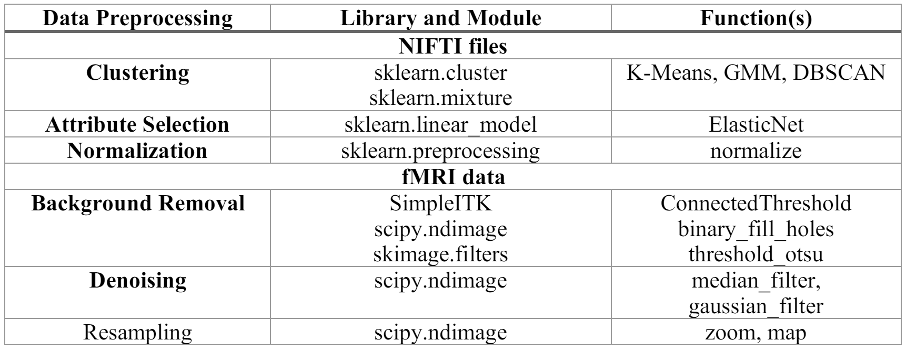 Data Preprocessing Library and Module Function(s)
NIFTI files
Clustering sklearn.cluster K-Means, GMM, DBSCAN
sklearn.mixture
Attribute Selection sklearn.linear_model ElasticNet
Normalization sklearn.preprocessing normalize
fMRI data
Background Removal SimpleITK ConnectedThreshold
scipy.ndimage binary_fill_holes
skimage.filters threshold_otsu
Denoising scipy.ndimage median_filter,
gaussian_filter
Resampling scipy.ndimage zoom, map